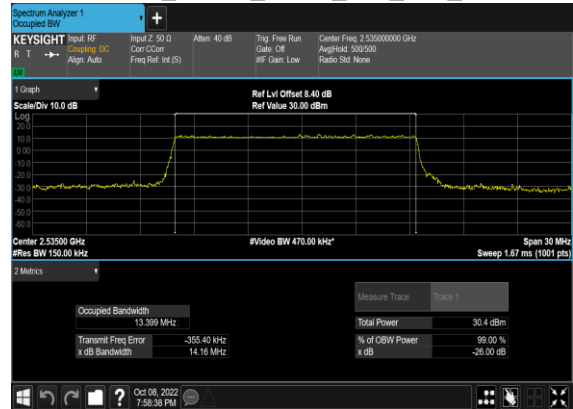 Spectrum Analyzer 1
Occupied BW
+
KEYSIGHT Input: RF Input Z: 50 Ω Atten: 40 dB Trig: Free Run Center Freq: 2.535000000 GHz
R T Coupling: DC Corr CCorr Gate: Off Avg|Hold: 500/500
Align: Auto Freq Ref: Int (S) #IF Gain: Low Radio Std: None
LW
1 Graph
Ref Lvl Offset 8.40 dB
Scale/Div 10.0 dB Ref Value 30.00 dBm
Log
20.0
10.0
0.00
-10.0
-20.0
-30.0
-40.0
-50.0
-60.0
Center 2.53500 GHz #Video BW 470.00 kHz* Span 30 MHz
#Res BW 150.00 kHz Sweep 1.67 ms (1001 pts)
2 Metrics
Measure Trace Trace 1
Occupied Bandwidth
13.399 MHz
Total Power 30.4 dBm
Transmit Freq Error -355.40 kHz % of OBW Power 99.00 %
x dB Bandwidth 14.16 MHz x dB -26.00 dB
? Oct 08, 2022
7:58:38 PM